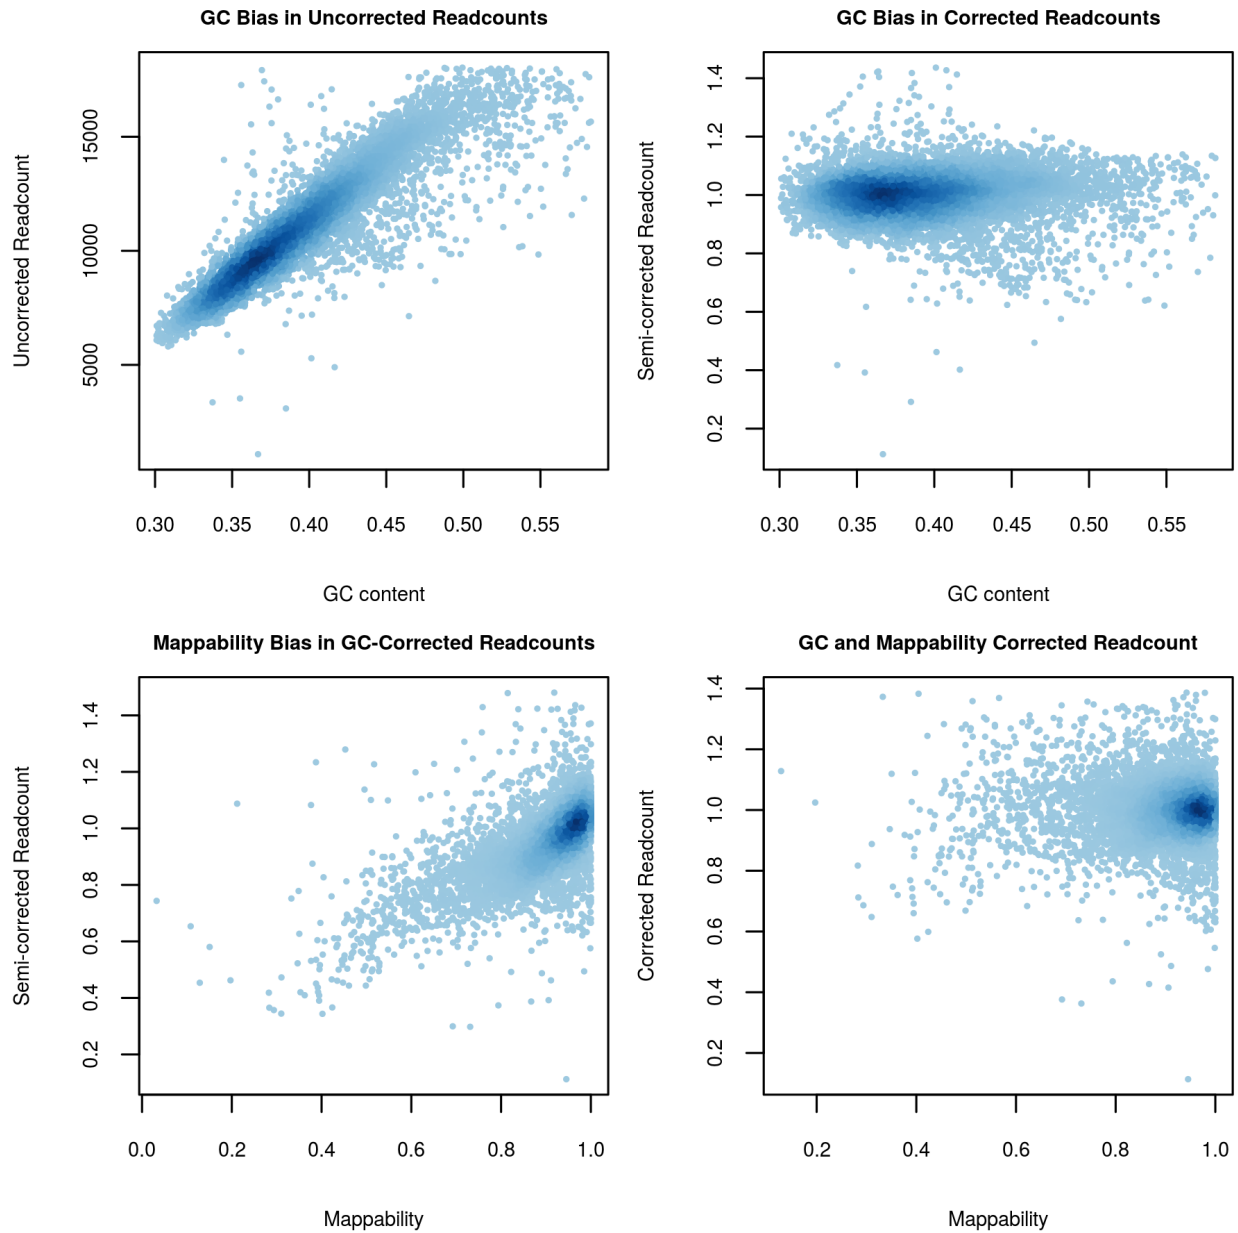 GC Bias in Uncorrected Readcounts
Uncorrected Readcount
15000
10000
5000
0.30 0.35 0.40 0.45 0.50 0.55
GC content
GC Bias in Corrected Readcounts
Semi-corrected Readcount
1.4
1.2
1.0
0.8
0.6
0.4
0.2
0.30 0.35 0.40 0.45 0.50 0.55
GC content
Mappability Bias in GC-Corrected Readcounts
Semi-corrected Readcount
1.4
1.2
1.0
0.8
0.6
0.4
0.2
0.0 0.2 0.4 0.6 0.8 1.0
Mappability
GC and Mappability Corrected Readcount
Corrected Readcount
1.4
1.2
1.0
0.8
0.6
0.4
0.2
0.2 0.4 0.6 0.8 1.0
Mappability